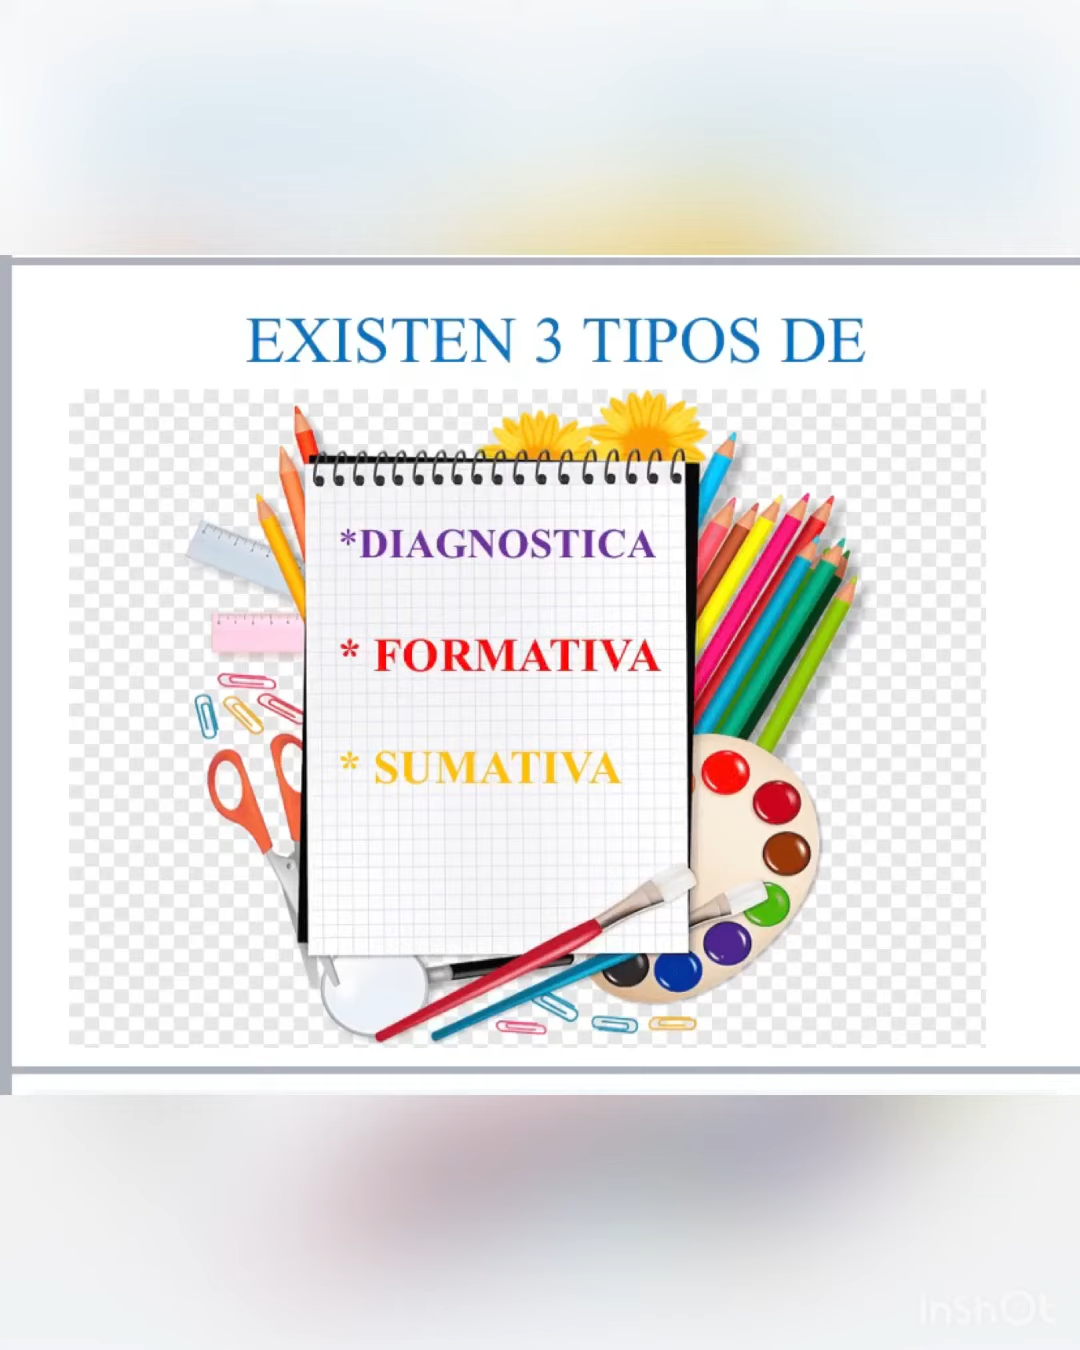 EXISTEN 3 TIPOS DE
*DIAGNOSTICA
* FORMATIVA
* SUMATIVA
InShOt